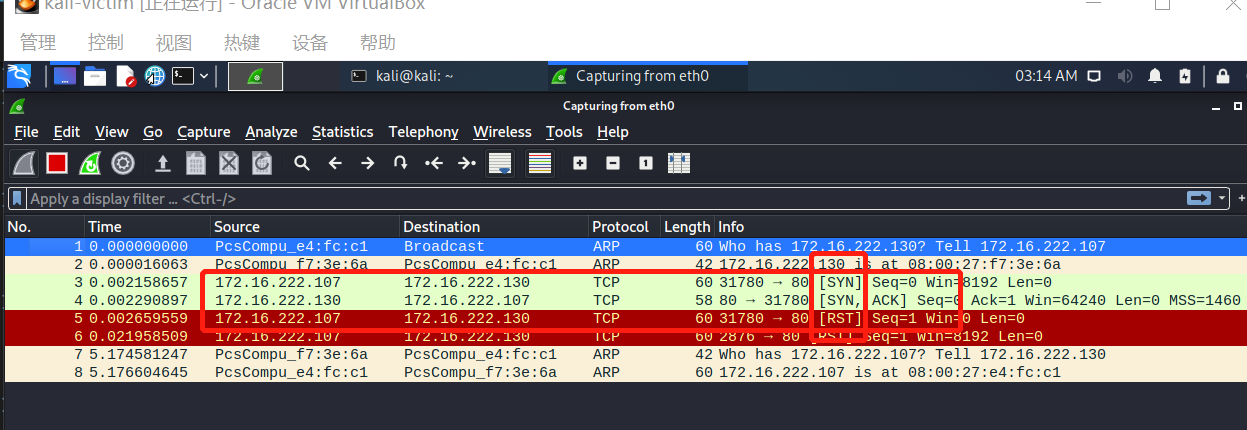 kali-victim [正在运行] - Oracle VM VirtualBox
管理 控制 视图 热键 设备 帮助
kali@kali: ~ Capturing from eth0 03:14 AM
Capturing from eth0
File Edit View Go Capture Analyze Statistics Telephony Wireless Tools Help
Apply a display filter ... <Ctrl-/>
No. Time Source Destination Protocol Length Info
1 0.000000000 PcsCompu_e4:fc:c1 Broadcast ARP 60 Who has 172.16.222.130? Tell 172.16.222.107
2 0.000016063 PcsCompu_f7:3e:6a PcsCompu_e4:fc:c1 ARP 42 172.16.222.130 is at 08:00:27:f7:3e:6a
3 0.002158657 172.16.222.107 172.16.222.130 TCP 60 31780 → 80 [SYN] Seq=0 Win=8192 Len=0
4 0.002290897 172.16.222.130 172.16.222.107 TCP 58 80 → 31780 [SYN, ACK] Seq=0 Ack=1 Win=64240 Len=0 MSS=1460
5 0.002659559 172.16.222.107 172.16.222.130 TCP 60 31780 → 80 [RST] Seq=1 Win=0 Len=0
6 0.021958509 172.16.222.107 172.16.222.130 TCP 60 2876 → 80 [RST] Seq=1 Win=8192 Len=0
7 5.174581247 PcsCompu_f7:3e:6a PcsCompu_e4:fc:c1 ARP 42 Who has 172.16.222.107? Tell 172.16.222.130
8 5.176604645 PcsCompu_e4:fc:c1 PcsCompu_f7:3e:6a ARP 60 172.16.222.107 is at 08:00:27:e4:fc:c1